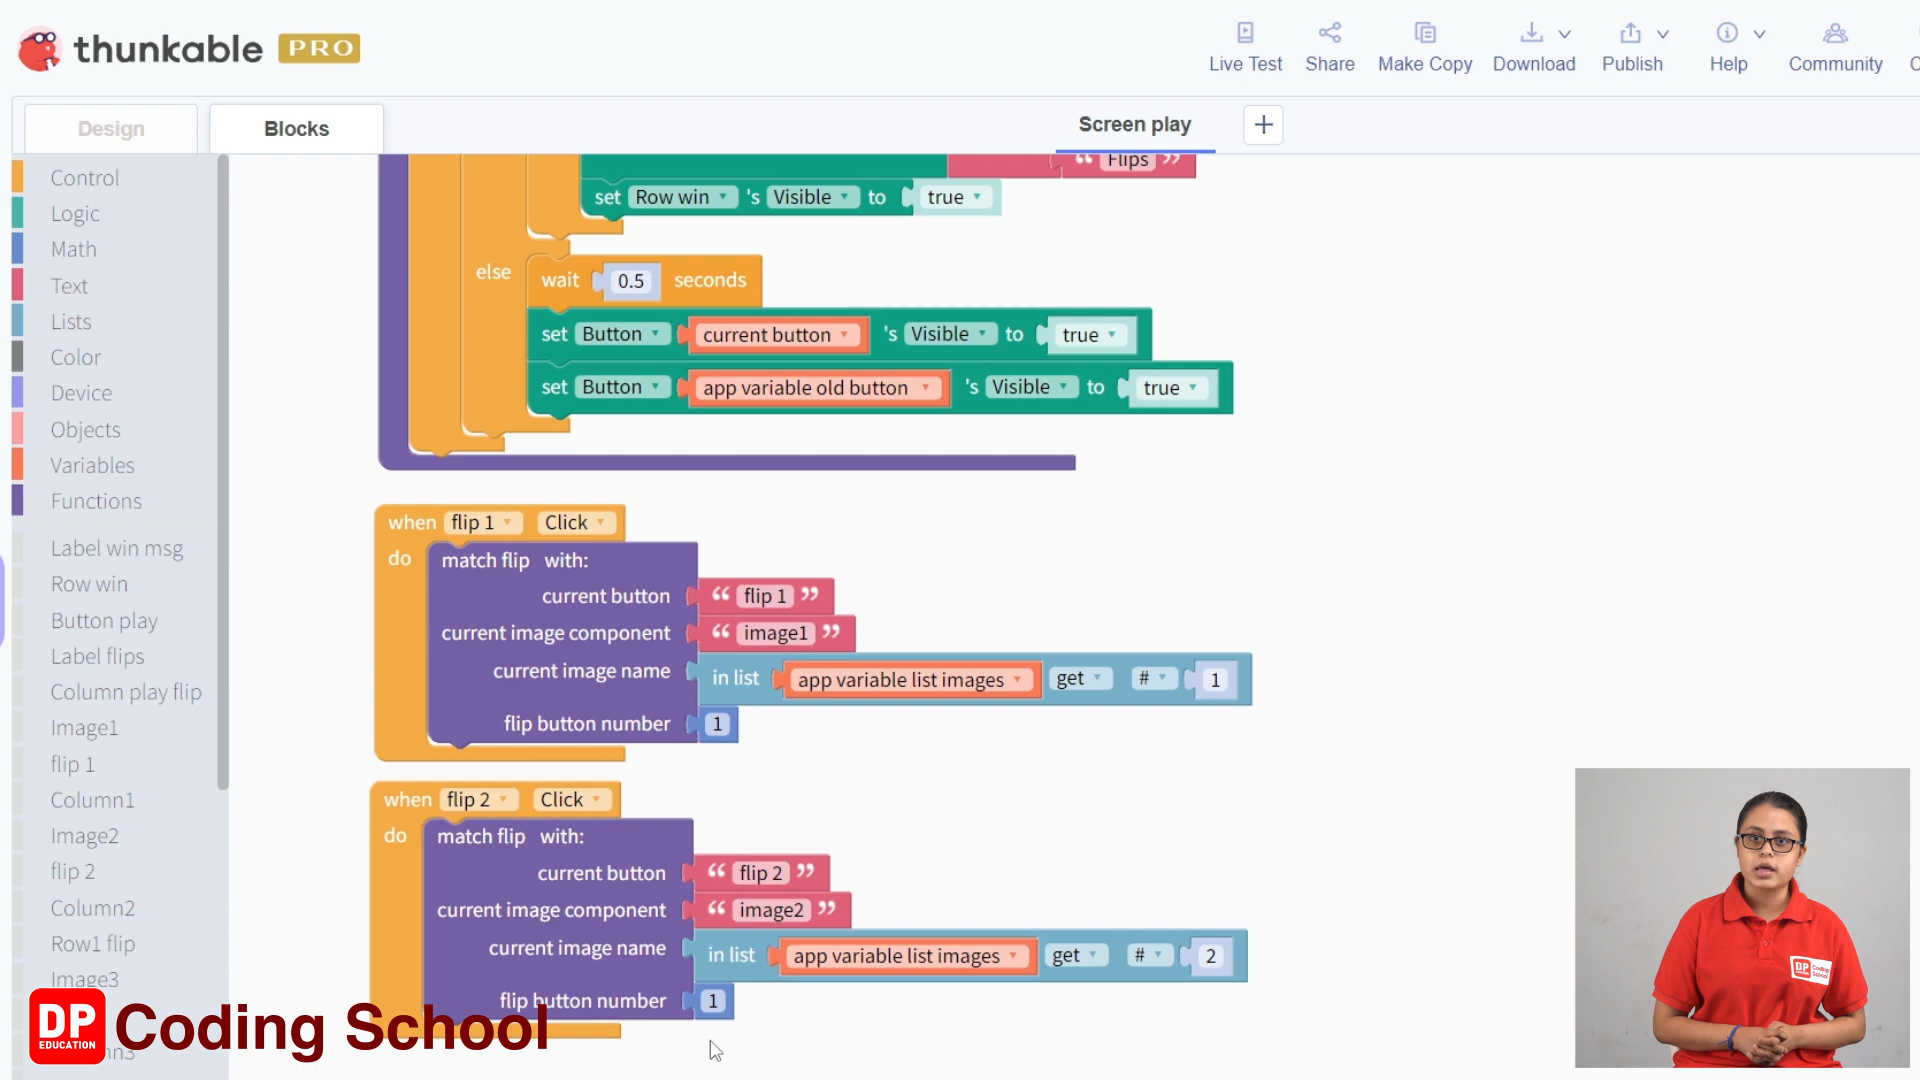 thunkable PRO
Live Test
Share
Make Copy
Download
Publish
Help
Community
Design
Blocks
Screen play
+
Control
Logic
Math
Text
Lists
Color
Device
Objects
Variables
Functions
Label win msg
Row win
Button play
Label flips
Column play flip
Image1
flip 1
Column1
Image2
flip 2
Column2
Row1 flip
Image3
“ Flips ”
set Row win 's Visible to true
else
wait 0.5 seconds
set Button current button 's Visible to true
set Button app variable old button 's Visible to true
when flip 1 Click
do match flip with:
current button “ flip 1 ”
current image component “ image1 ”
current image name in list app variable list images get # 1
flip button number 1
when flip 2 Click
do match flip with:
current button “ flip 2 ”
current image component “ image2 ”
current image name in list app variable list images get # 2
flip button number 1
DP
EDUCATION
Coding School
DP
Coding
School